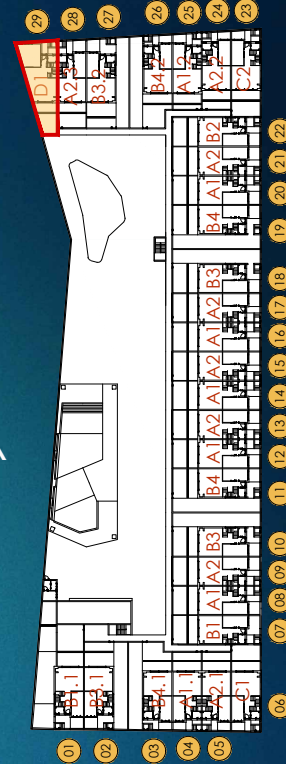 01 B1.1
02 B3.1
03 B4.1
04 A1.1
05 A2.1
06 C1
B1 A1 A2 B3 B4 A1 A2 A1 A2 A1 A2 B3 B4 A1 A2 B2
07 08 09 10 11 12 13 14 15 16 17 18 19 20 21 22
D1 29
A2.3 28
B3.2 27
B4.2 26
A1.2 25
A2.2 24
C2 23